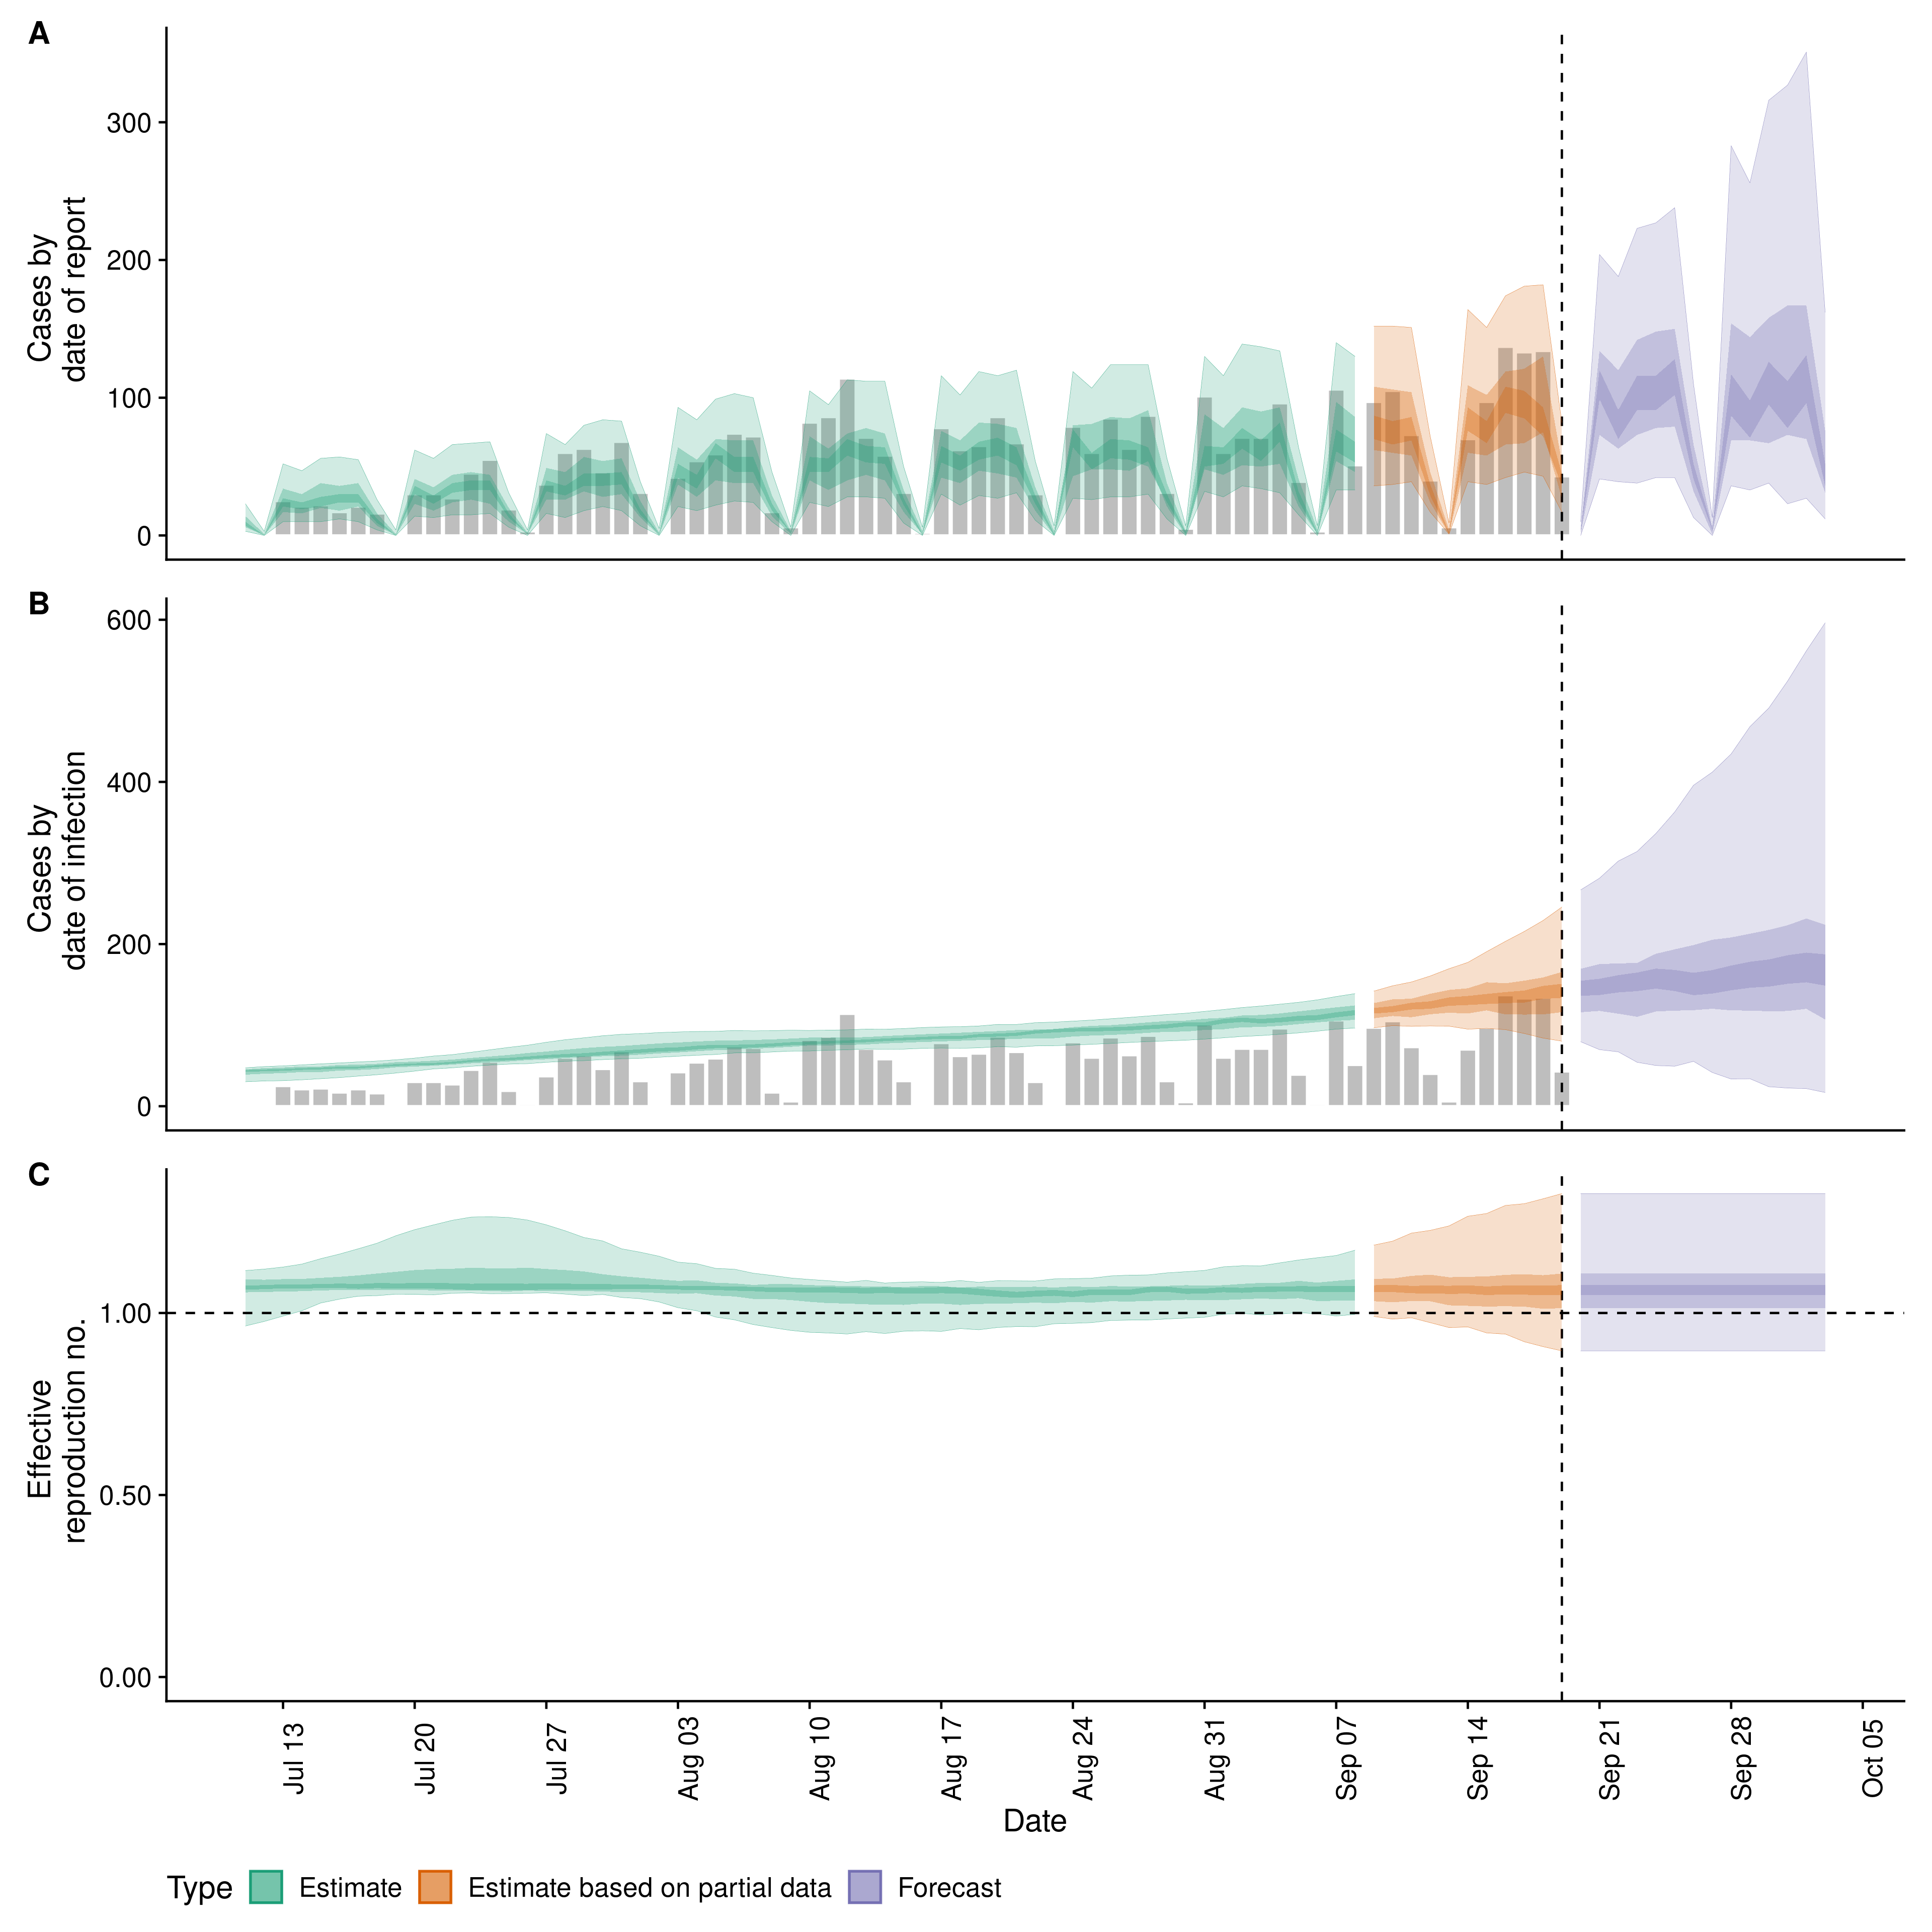 A
300
200
100
0
Cases by
date of report
B
600
400
200
0
Cases by
date of infection
C
1.00
0.50
0.00
Effective
reproduction no.
Jul 13
Jul 20
Jul 27
Aug 03
Aug 10
Aug 17
Aug 24
Aug 31
Sep 07
Sep 14
Sep 21
Sep 28
Oct 05
Date
Type
Estimate
Estimate based on partial data
Forecast